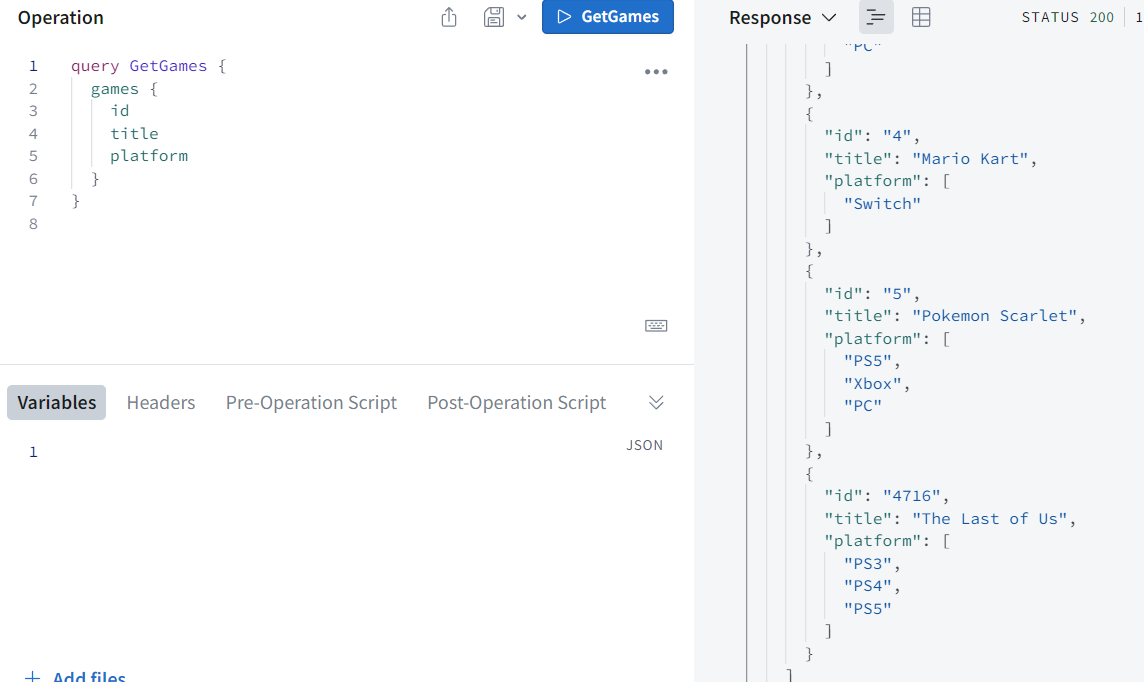 Operation
GetGames
1 query GetGames {
2 games {
3 id
4 title
5 platform
6 }
7 }
8
Variables
Headers
Pre-Operation Script
Post-Operation Script
1
JSON
Add files
Response
STATUS 200
1
"PC"
]
},
{
"id": "4",
"title": "Mario Kart",
"platform": [
"Switch"
]
},
{
"id": "5",
"title": "Pokemon Scarlet",
"platform": [
"PS5",
"Xbox",
"PC"
]
},
{
"id": "4716",
"title": "The Last of Us",
"platform": [
"PS3",
"PS4",
"PS5"
]
}
]